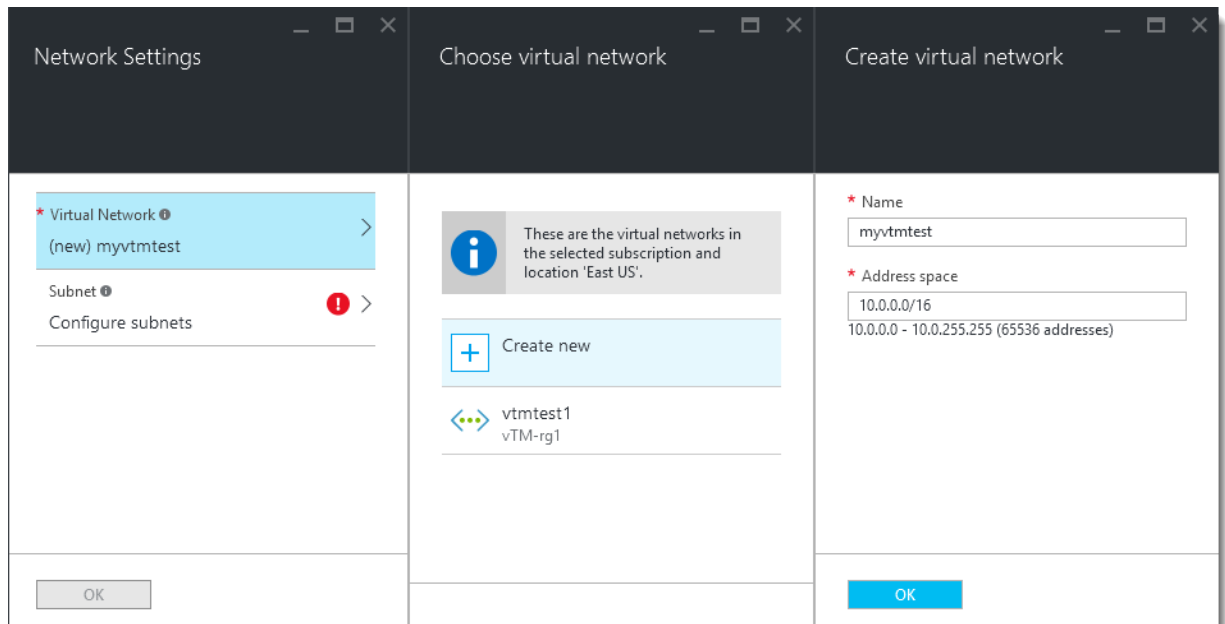 Network Settings
* Virtual Network
(new) myvtmtest
Subnet
Configure subnets
OK
Choose virtual network
These are the virtual networks in
the selected subscription and
location 'East US'.
Create new
vtmtest1
vTM-rg1
Create virtual network
* Name
myvtmtest
* Address space
10.0.0.0/16
10.0.0.0 - 10.0.255.255 (65536 addresses)
OK